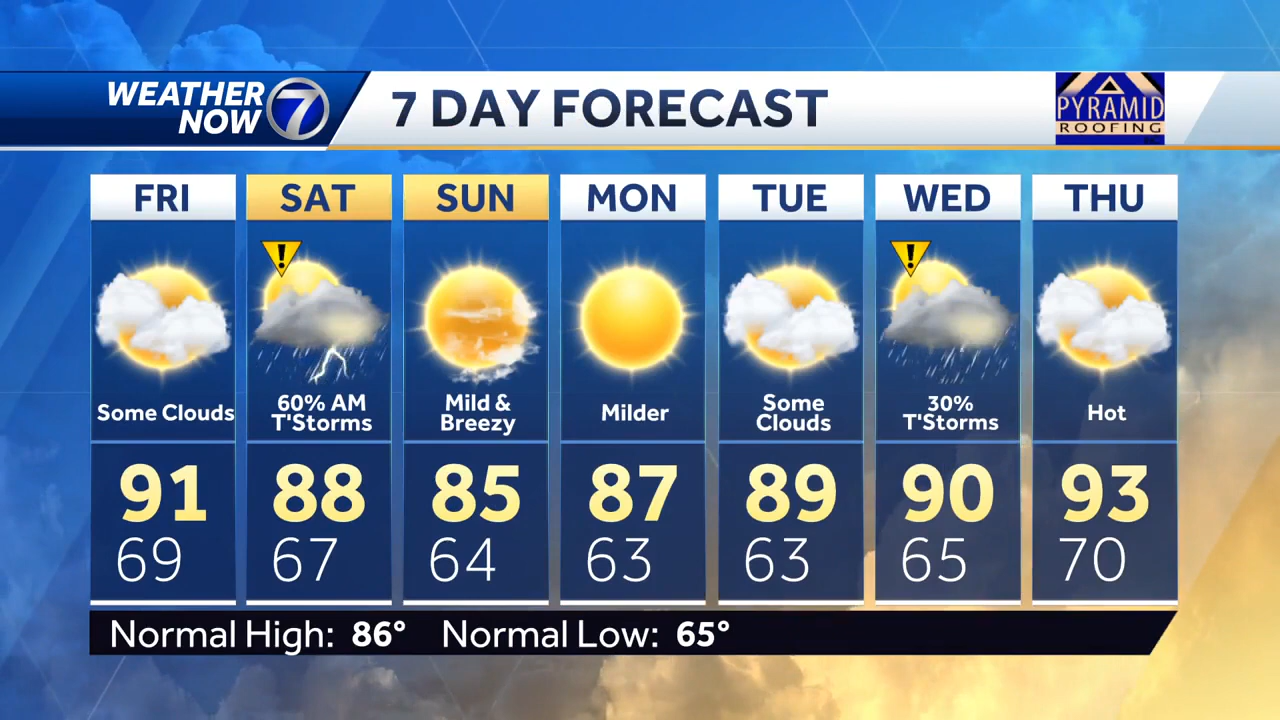 WEATHER
NOW
7
7 DAY FORECAST
PYRAMID
ROOFING
FRI
SAT
SUN
MON
TUE
WED
THU
!
!
Some Clouds
60% AM
T'Storms
Mild &
Breezy
Milder
Some
Clouds
30%
T'Storms
Hot
91
88
85
87
89
90
93
69
67
64
63
63
65
70
Normal High: 86° Normal Low: 65°